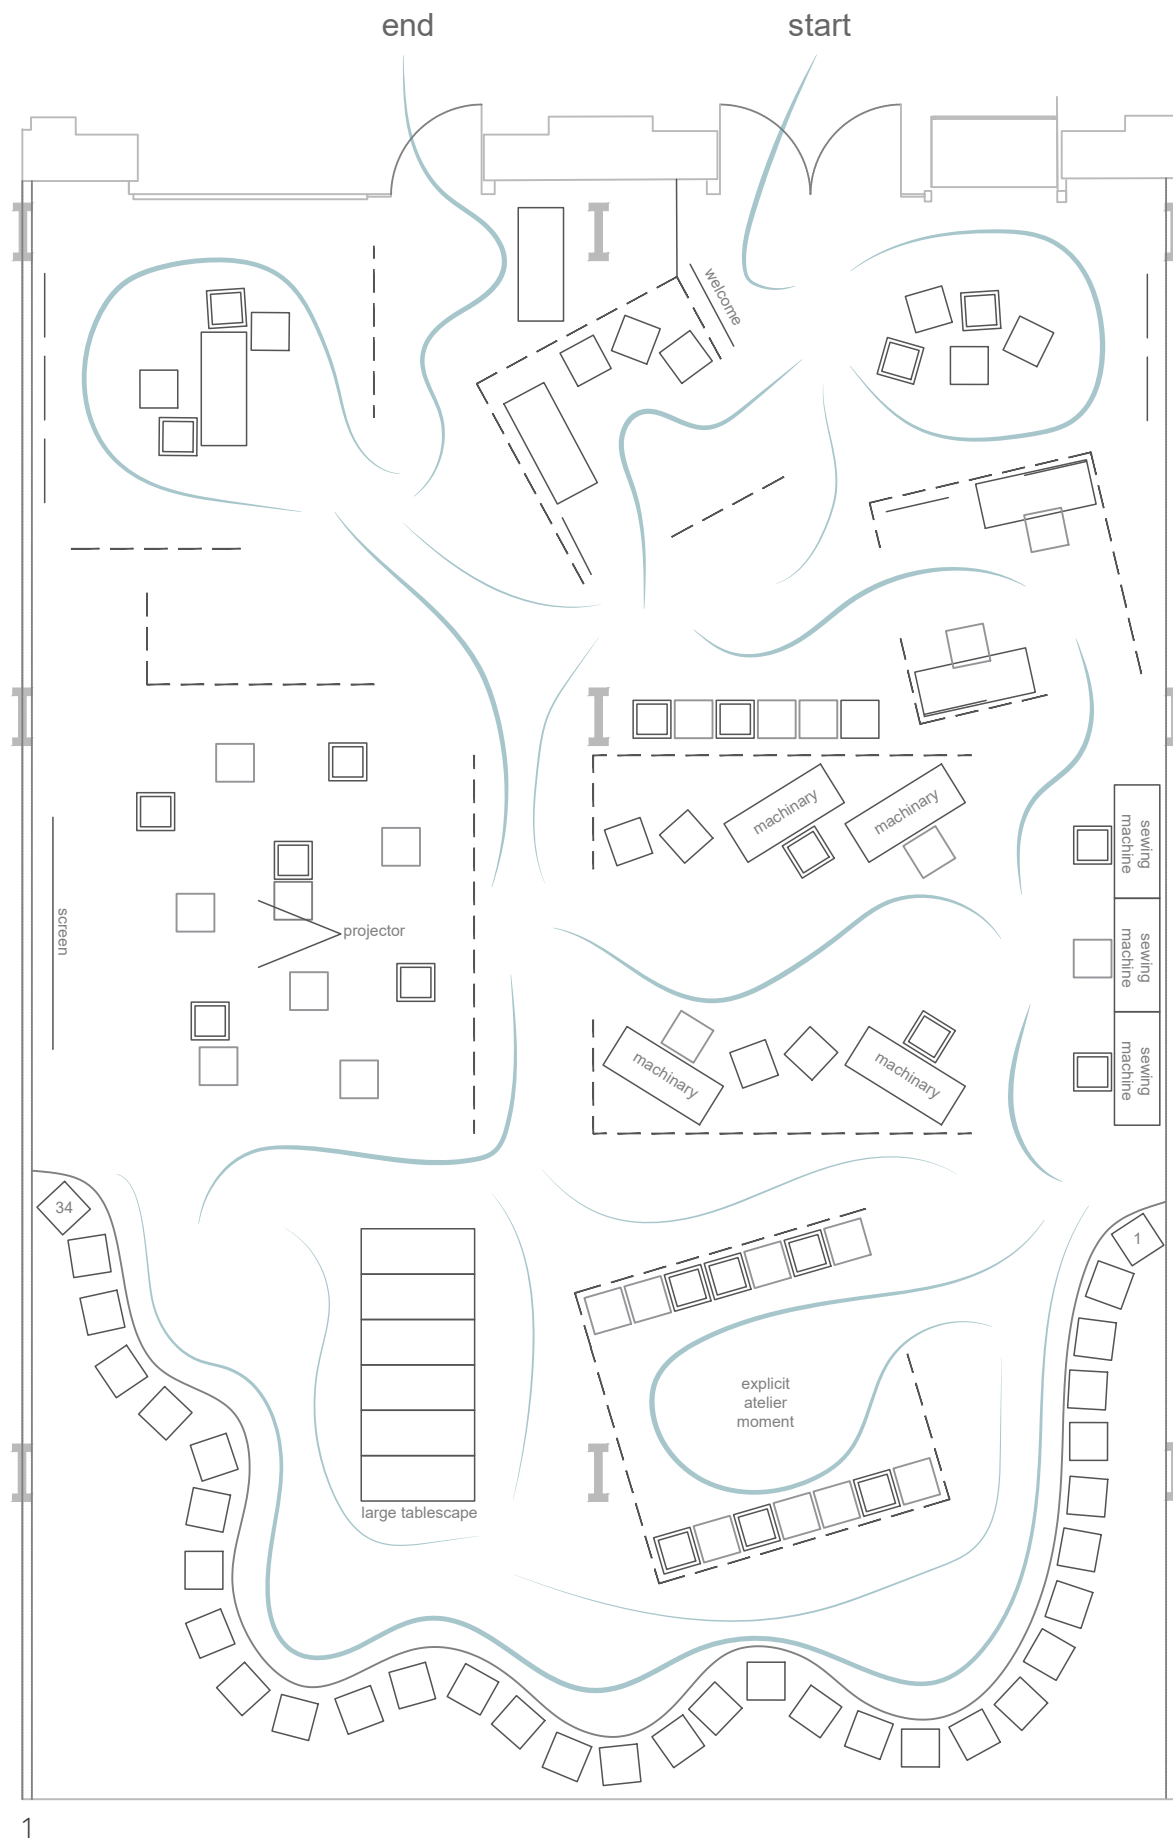 end
start
welcome
machinary
machinary
sewing
machine
screen
projector
sewing
machine
machinary
machinary
sewing
machine
34
1
explicit
atelier
moment
large tablescape
1